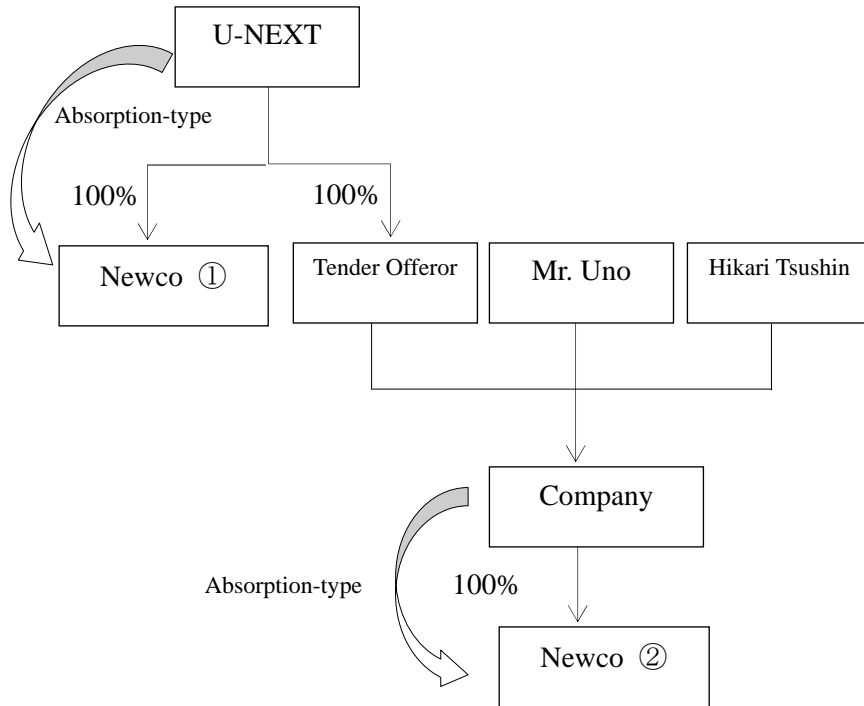 U-NEXT
Absorption-type
100%
100%
Newco ①
Tender Offeror
Mr. Uno
Hikari Tsushin
Company
Absorption-type
100%
Newco ②